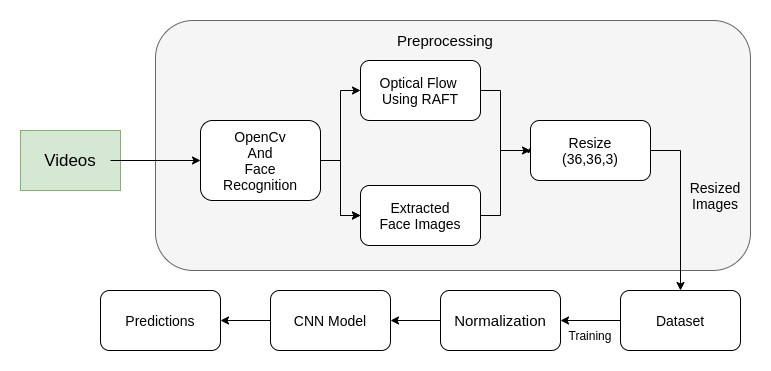 Preprocessing
Optical Flow
Using RAFT
OpenCv
And
Face
Recognition
Resize
(36,36,3)
Videos
Extracted
Face Images
Resized
Images
Predictions
CNN Model
Normalization
Training
Dataset